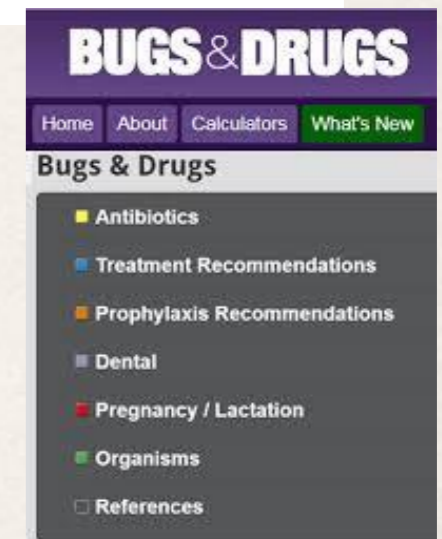 BUGS & DRUGS
Home About Calculators What's New
Bugs & Drugs
Antibiotics
Treatment Recommendations
Prophylaxis Recommendations
Dental
Pregnancy / Lactation
Organisms
References